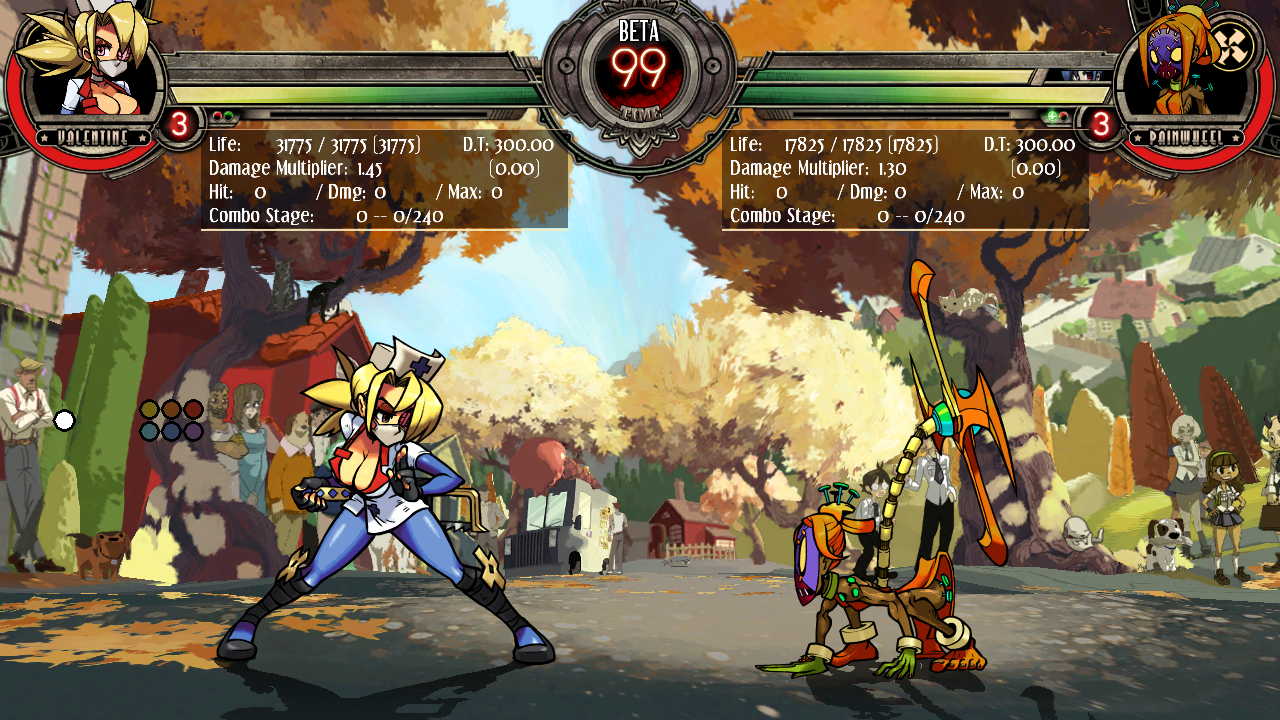 BETA
99
TIME
VALENTINE
3
3
PAINWHEEL
Life: 31775 / 31775 (31775) D.T: 300.00
Damage Multiplier: 1.45 (0.00)
Hit: 0 / Dmg: 0 / Max: 0
Combo Stage: 0 -- 0/240
Life: 17825 / 17825 (17825) D.T: 300.00
Damage Multiplier: 1.30 (0.00)
Hit: 0 / Dmg: 0 / Max: 0
Combo Stage: 0 -- 0/240